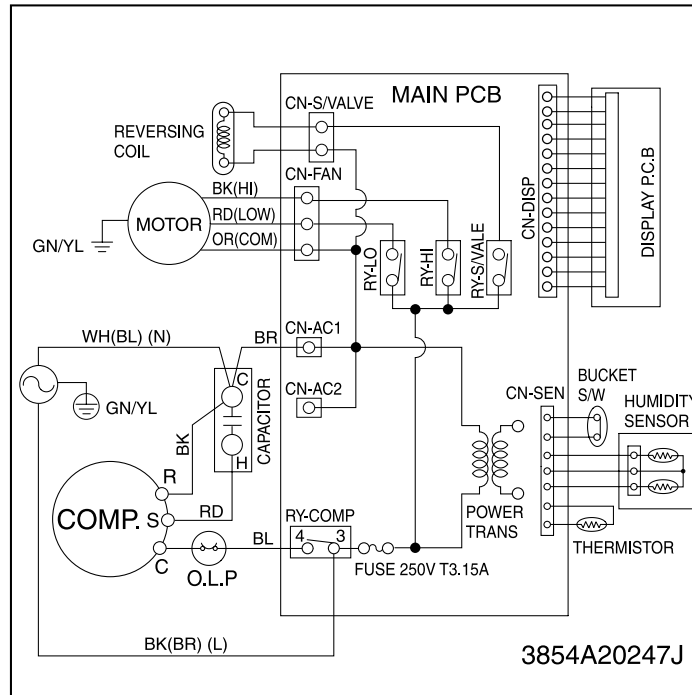 MAIN PCB
CN-S/VALVE
REVERSING
COIL
CN-FAN
BK(HI)
RD(LOW)
OR(COM)
MOTOR
GN/YL
RY-LO
RY-HI
RY-S/VALE
CN-DISP
DISPLAY P.C.B
WH(BL) (N)
BR
CN-AC1
CN-AC2
C
H
CAPACITOR
GN/YL
BK
R
RD
COMP.
S
C
O.L.P
BL
RY-COMP
4
3
FUSE 250V T3.15A
POWER
TRANS
CN-SEN
BUCKET
S/W
HUMIDITY
SENSOR
THERMISTOR
BK(BR) (L)
3854A20247J